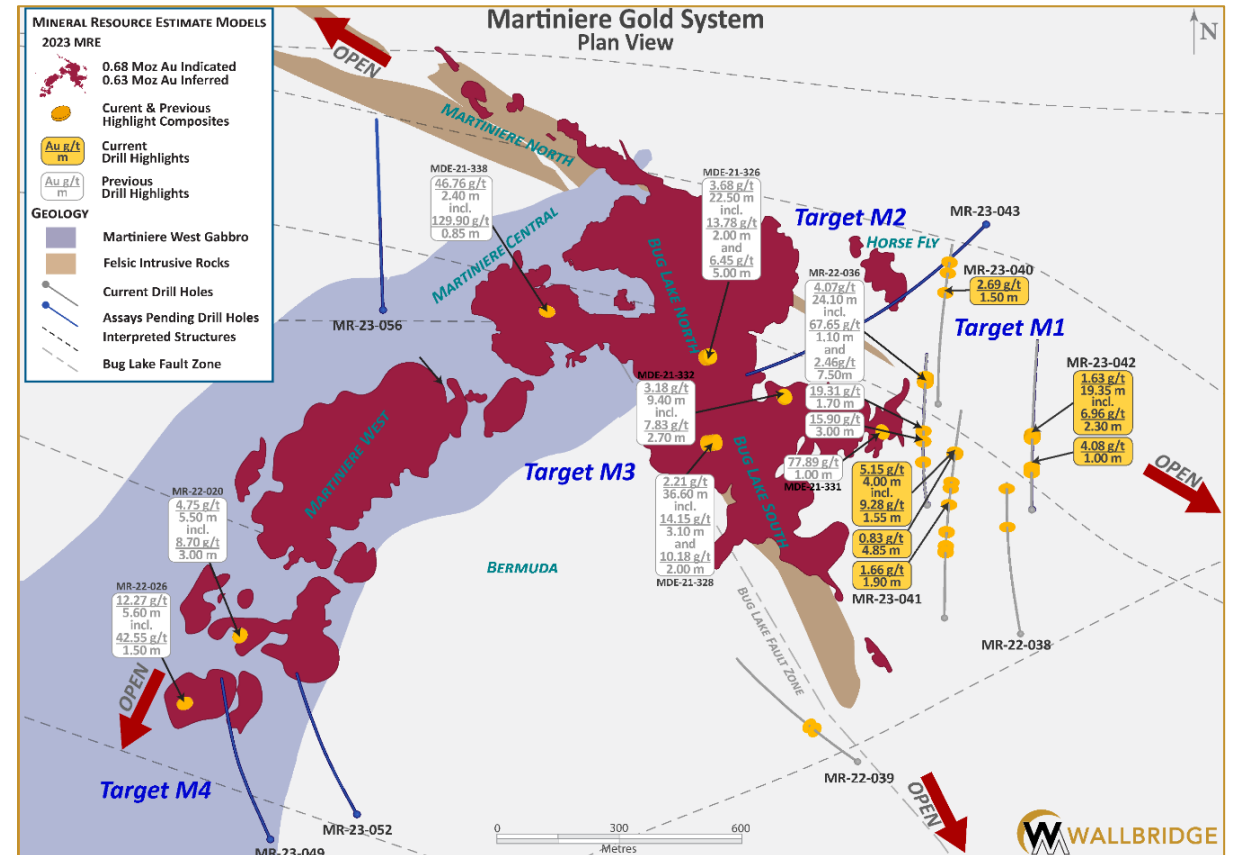 Martiniere Gold System
Plan View
N
MINERAL RESOURCE ESTIMATE MODELS
2023 MRE
0.68 Moz Au Indicated
0.63 Moz Au Inferred
Curent & Previous
Highlight Composites
Au g/t
m
Current
Drill Highlights
Au g/t
m
Previous
Drill Highlights
GEOLOGY
Martiniere West Gabbro
Felsic Intrusive Rocks
Current Drill Holes
Assays Pending Drill Holes
Interpreted Structures
Bug Lake Fault Zone
OPEN
MARTINIERE NORTH
MDE-21-338
46.76 g/t
2.40 m
incl.
129.90 g/t
0.85 m
MARTINIERE CENTRAL
MDE-21-326
3.68 g/t
22.50 m
incl.
13.78 g/t
2.00 m
and
6.45 g/t
5.00 m
BUG LAKE NORTH
Target M2
HORSE FLY
MR-23-043
MR-23-040
2.69 g/t
1.50 m
MR-22-036
4.07g/t
24.10 m
incl.
67.65 g/t
1.10 m
and
2.46g/t
7.50m
19.31 g/t
1.70 m
15.90 g/t
3.00 m
Target M1
MR-23-042
1.63 g/t
19.35 m
incl.
6.96 g/t
2.30 m
4.08 g/t
1.00 m
MR-23-056
MDE-21-332
3.18 g/t
9.40 m
incl.
7.83 g/t
2.70 m
MARTINIERE WEST
Target M3
BUG LAKE SOUTH
77.89 g/t
1.00 m
MDE-21-331
2.21 g/t
36.60 m
incl.
14.15 g/t
3.10 m
and
10.18 g/t
2.00 m
MDE-21-328
5.15 g/t
4.00 m
incl.
9.28 g/t
1.55 m
0.83 g/t
4.85 m
1.66 g/t
1.90 m
MR-23-041
OPEN
MR-22-020
4.75 g/t
5.50 m
incl.
8.70 g/t
3.00 m
BERMUDA
MR-22-026
12.27 g/t
5.60 m
incl.
42.55 g/t
1.50 m
BUG LAKE FAULT ZONE
MR-22-038
OPEN
MR-22-039
Target M4
OPEN
MR-23-052
MR-23-049
0 300 600
Metres
WALLBRIDGE